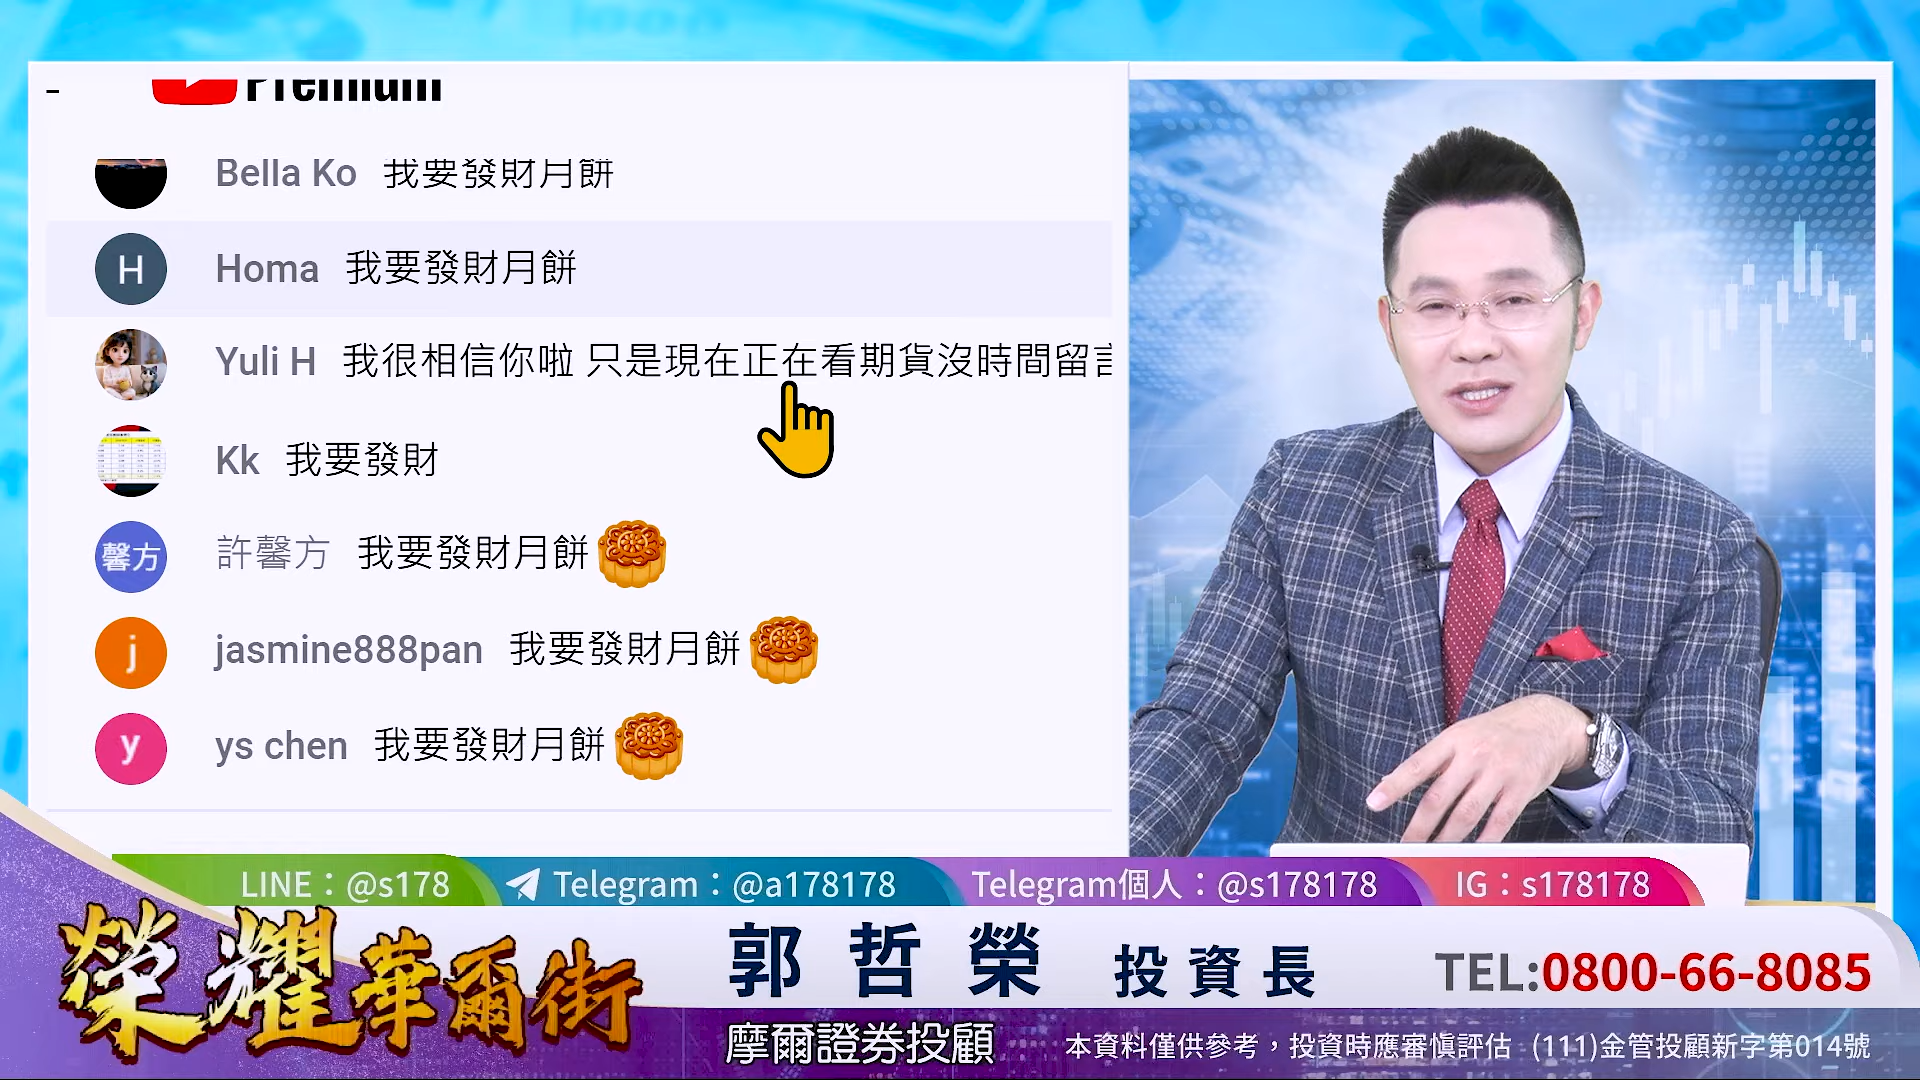 Premium
Bella Ko 我要發財月餅
H Homa 我要發財月餅
Yuli H 我很相信你啦 只是現在正在看期貨沒時間留言
Kk 我要發財
馨方 許馨方 我要發財月餅
j jasmine888pan 我要發財月餅
y ys chen 我要發財月餅
LINE：@s178 Telegram：@a178178 Telegram個人：@s178178 IG：s178178
榮耀華爾街
郭哲榮 投資長 TEL:0800-66-8085
摩爾證券投顧 本資料僅供參考，投資時應審慎評估 (111)金管投顧新字第014號